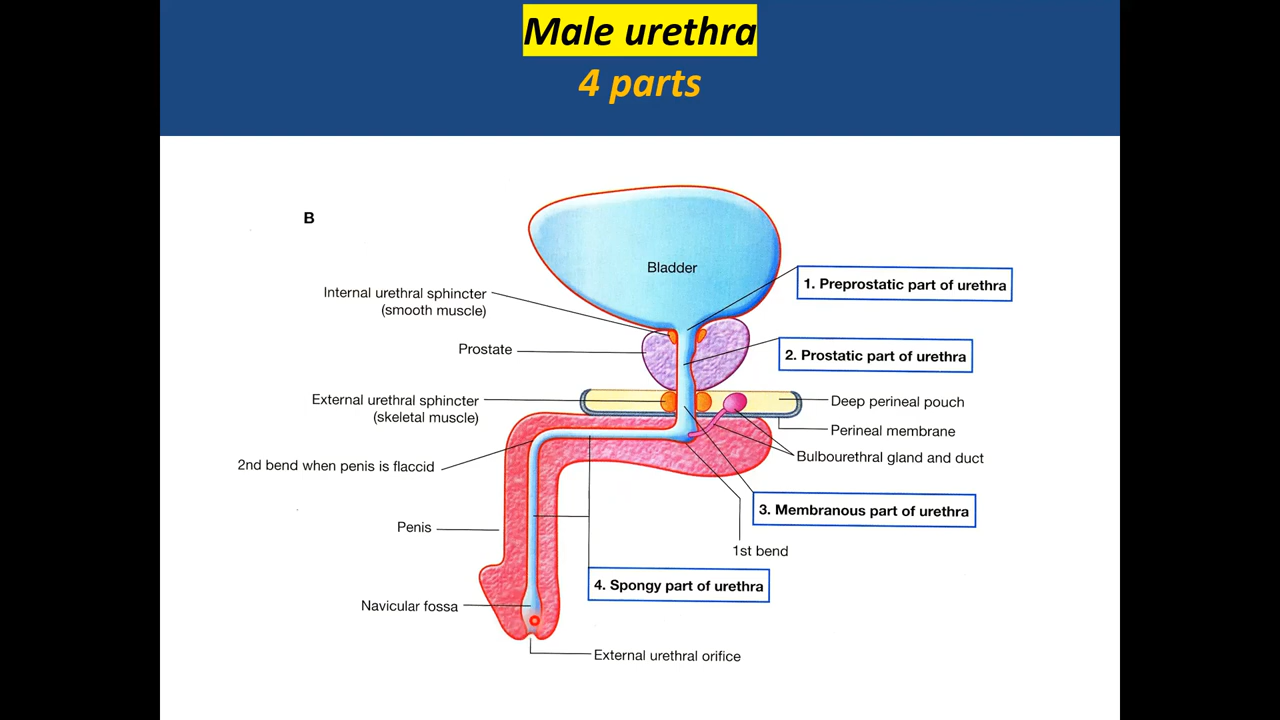 Male urethra
4 parts
B
Bladder
1. Preprostatic part of urethra
Internal urethral sphincter
(smooth muscle)
Prostate
2. Prostatic part of urethra
External urethral sphincter
(skeletal muscle)
Deep perineal pouch
Perineal membrane
Bulbourethral gland and duct
2nd bend when penis is flaccid
3. Membranous part of urethra
Penis
1st bend
4. Spongy part of urethra
Navicular fossa
External urethral orifice